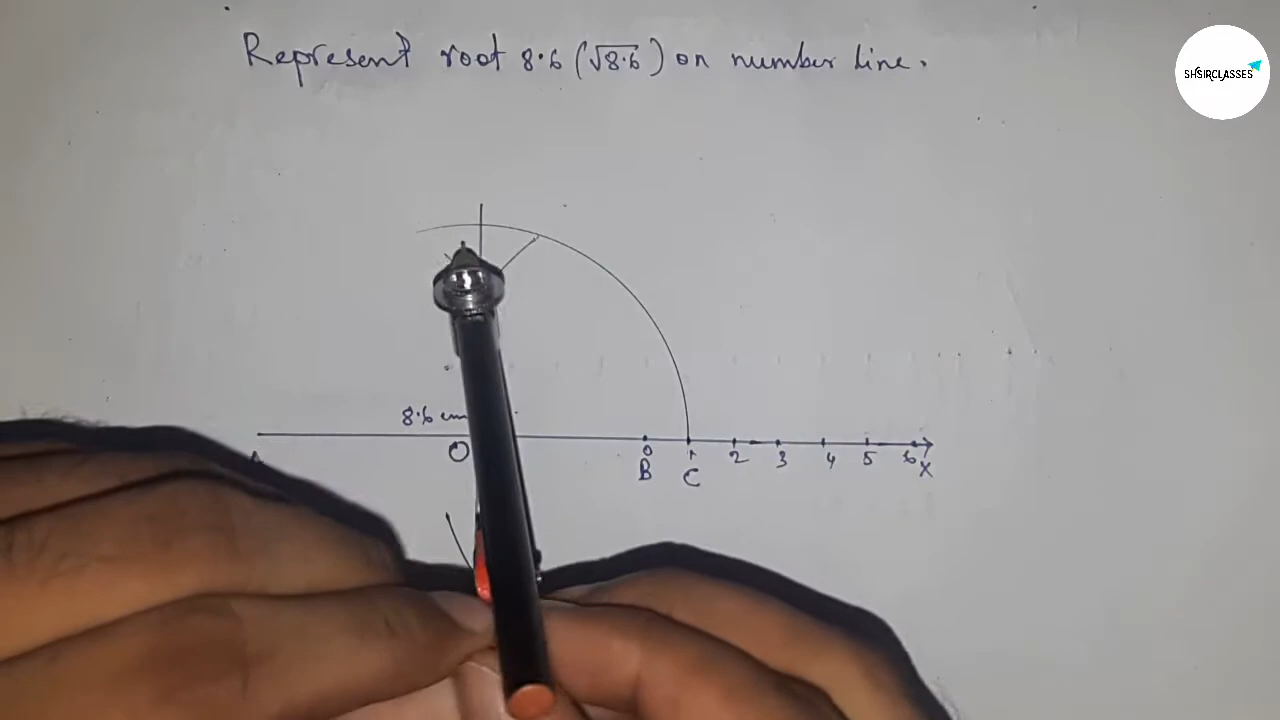 Represent root 8.6 (√8.6) on number line.
SHSIRCLASSES
8.6 cm
A O 0 1 2 3 4 5 6 X
B C